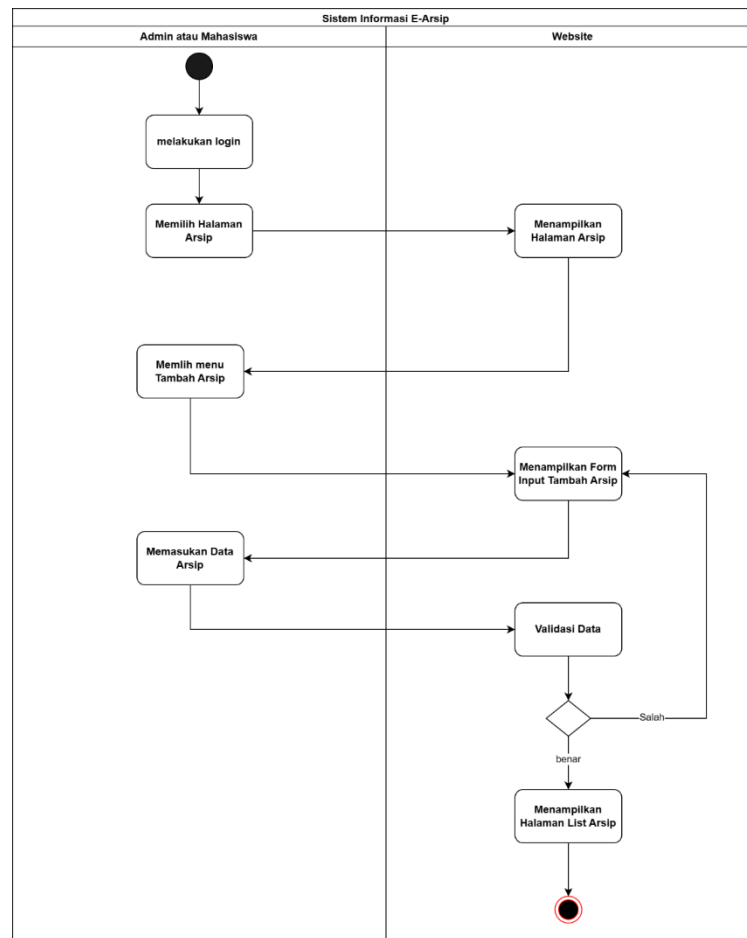 Sistem Informasi E-Arsip
Admin atau Mahasiswa
Website
melakukan login
Memilih Halaman
Arsip
Menampilkan
Halaman Arsip
Memlih menu
Tambah Arsip
Menampilkan Form
Input Tambah Arsip
Memasukan Data
Arsip
Validasi Data
Salah
benar
Menampilkan
Halaman List Arsip